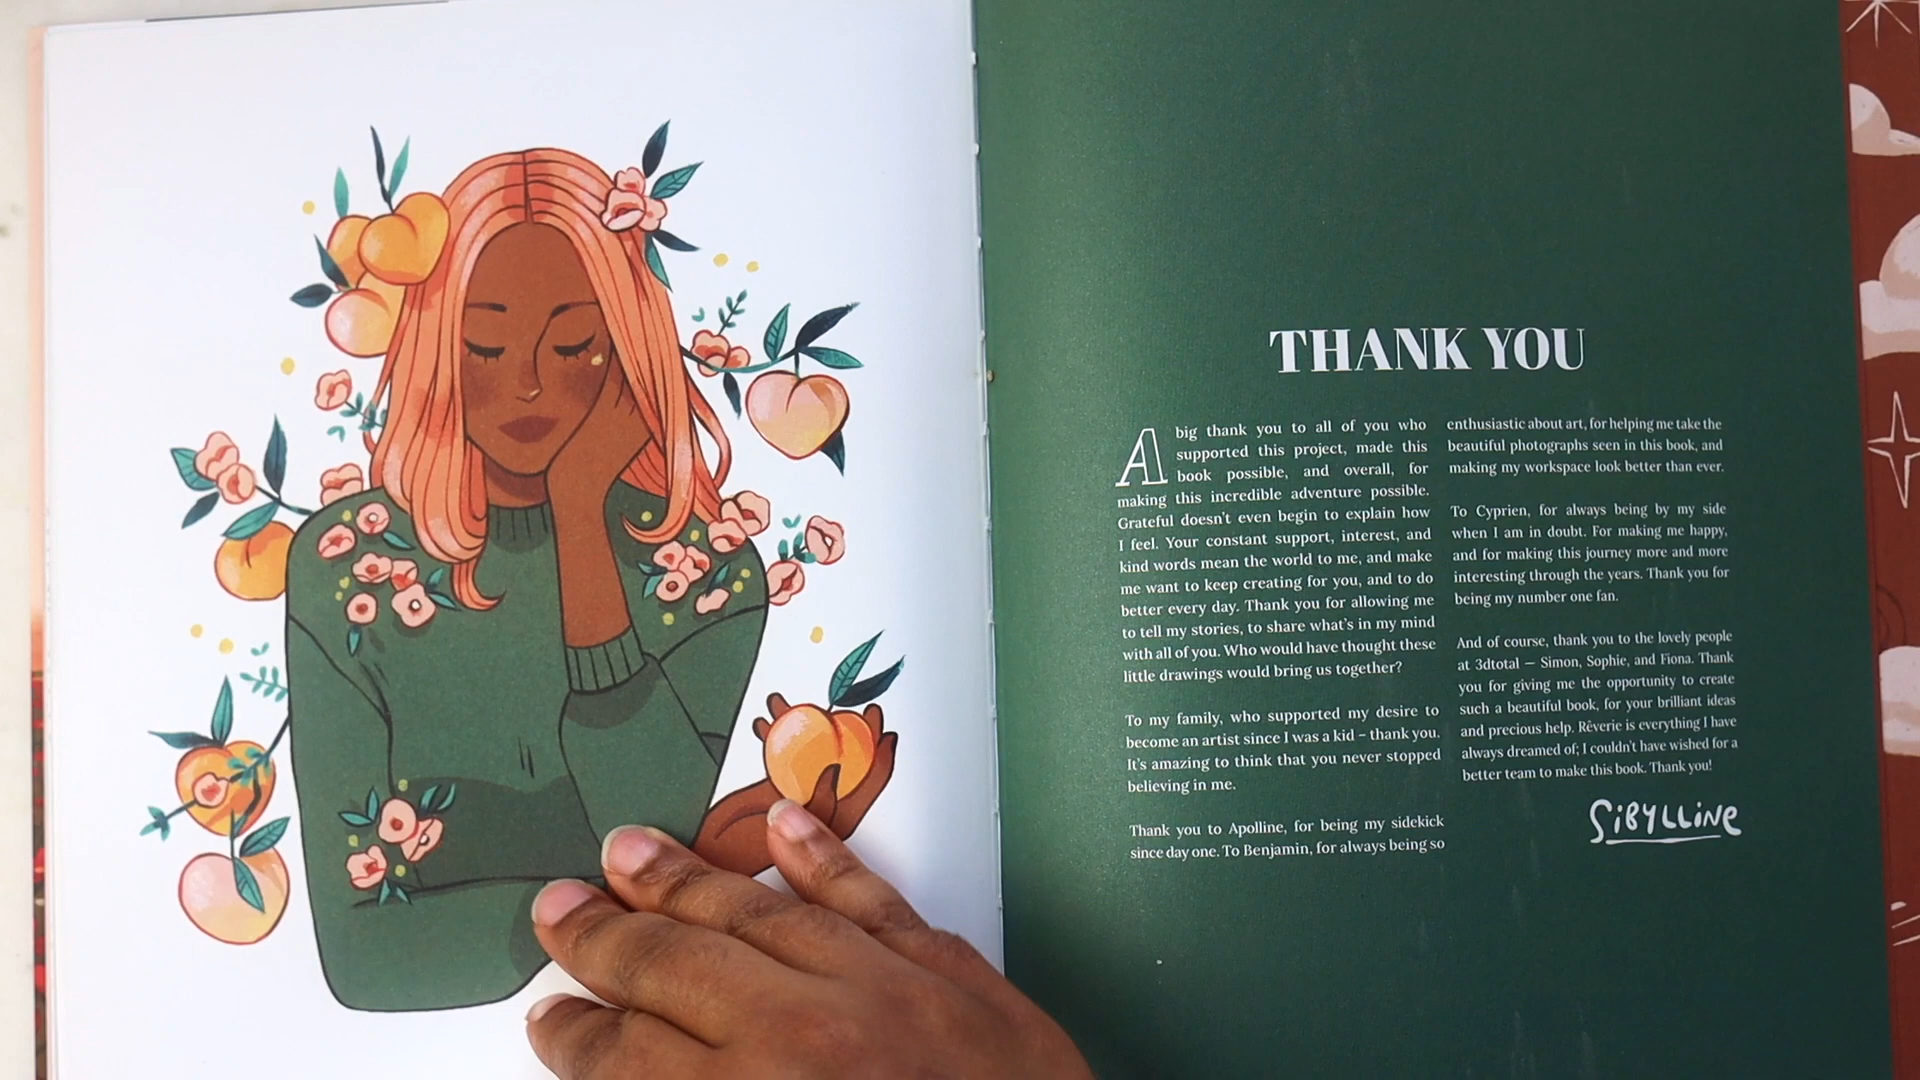 THANK YOU
A big thank you to all of you who
supported this project, made this
book possible, and overall, for
making this incredible adventure possible.
Grateful doesn't even begin to explain how
I feel. Your constant support, interest, and
kind words mean the world to me, and make
me want to keep creating for you, and to do
better every day. Thank you for allowing me
to tell my stories, to share what's in my mind
with all of you. Who would have thought these
little drawings would bring us together?
To my family, who supported my desire to
become an artist since I was a kid – thank you.
It's amazing to think that you never stopped
believing in me.
Thank you to Apolline, for being my sidekick
since day one. To Benjamin, for always being so
enthusiastic about art, for helping me take the
beautiful photographs seen in this book, and
making my workspace look better than ever.
To Cyprien, for always being by my side
when I am in doubt. For making me happy,
and for making this journey more and more
interesting through the years. Thank you for
being my number one fan.
And of course, thank you to the lovely people
at 3dtotal — Simon, Sophie, and Fiona. Thank
you for giving me the opportunity to create
such a beautiful book, for your brilliant ideas
and precious help. Rêverie is everything I have
always dreamed of; I couldn't have wished for a
better team to make this book. Thank you!
SiBYLLiNE